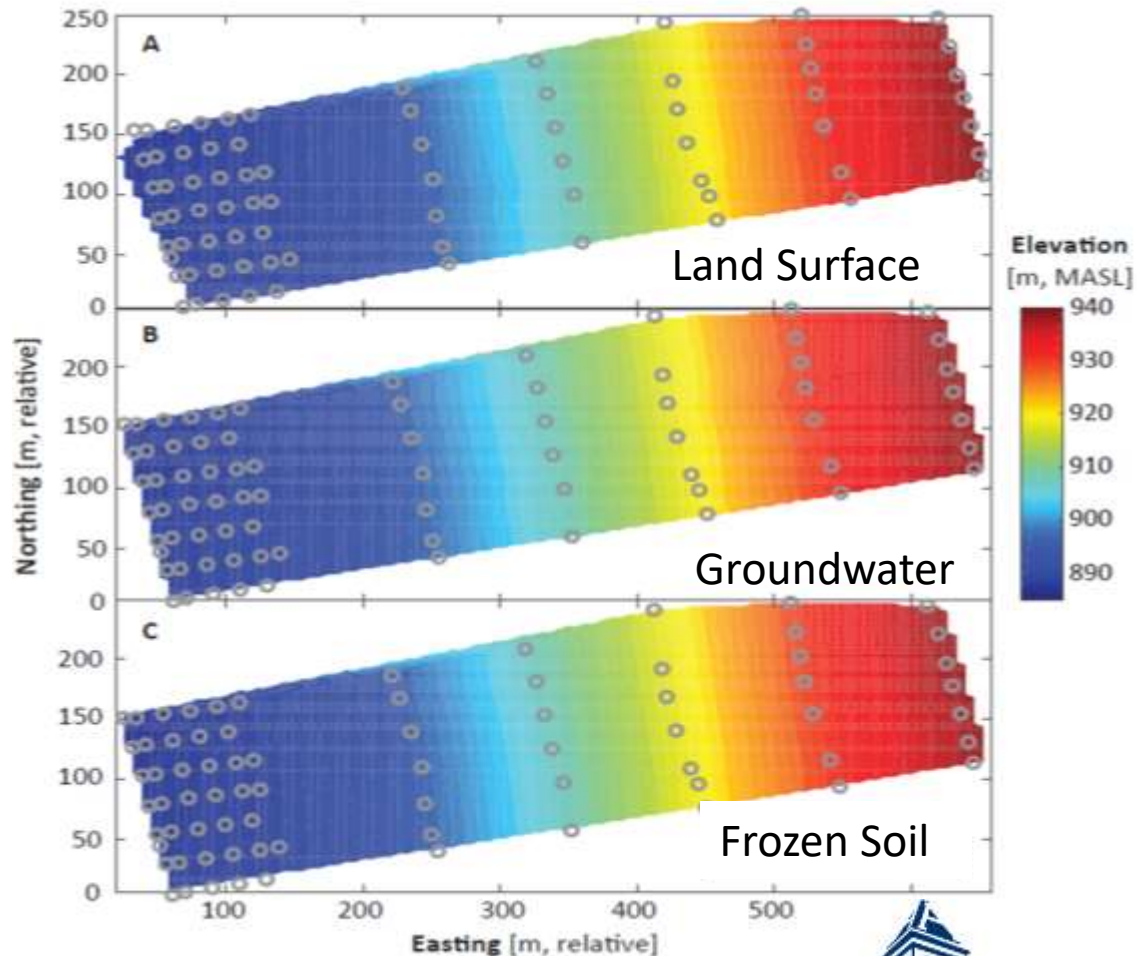 250
A
200
150
100
50
0
Land Surface
B
200
150
100
50
0
Groundwater
C
200
150
100
50
0
Frozen Soil
Northing [m, relative]
100 200 300 400 500
Easting [m, relative]
Elevation
[m, MASL]
940
930
920
910
900
890